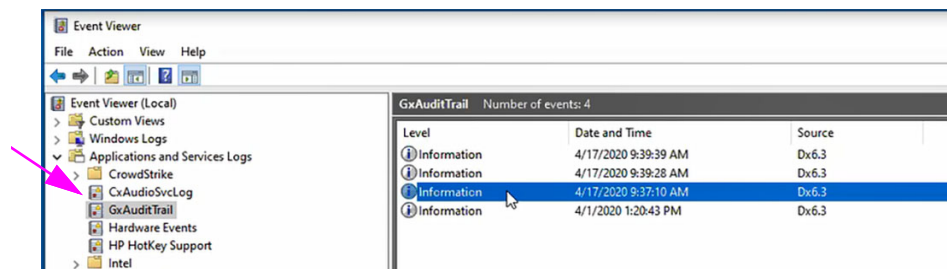 Event Viewer
File Action View Help
Event Viewer (Local)
Custom Views
Windows Logs
Applications and Services Logs
CrowdStrike
CxAudioSvcLog
GxAuditTrail
Hardware Events
HP HotKey Support
Intel
GxAuditTrail Number of events: 4
Level Date and Time Source
Information 4/17/2020 9:39:39 AM Dx6.3
Information 4/17/2020 9:39:28 AM Dx6.3
Information 4/17/2020 9:37:10 AM Dx6.3
Information 4/1/2020 1:20:43 PM Dx6.3